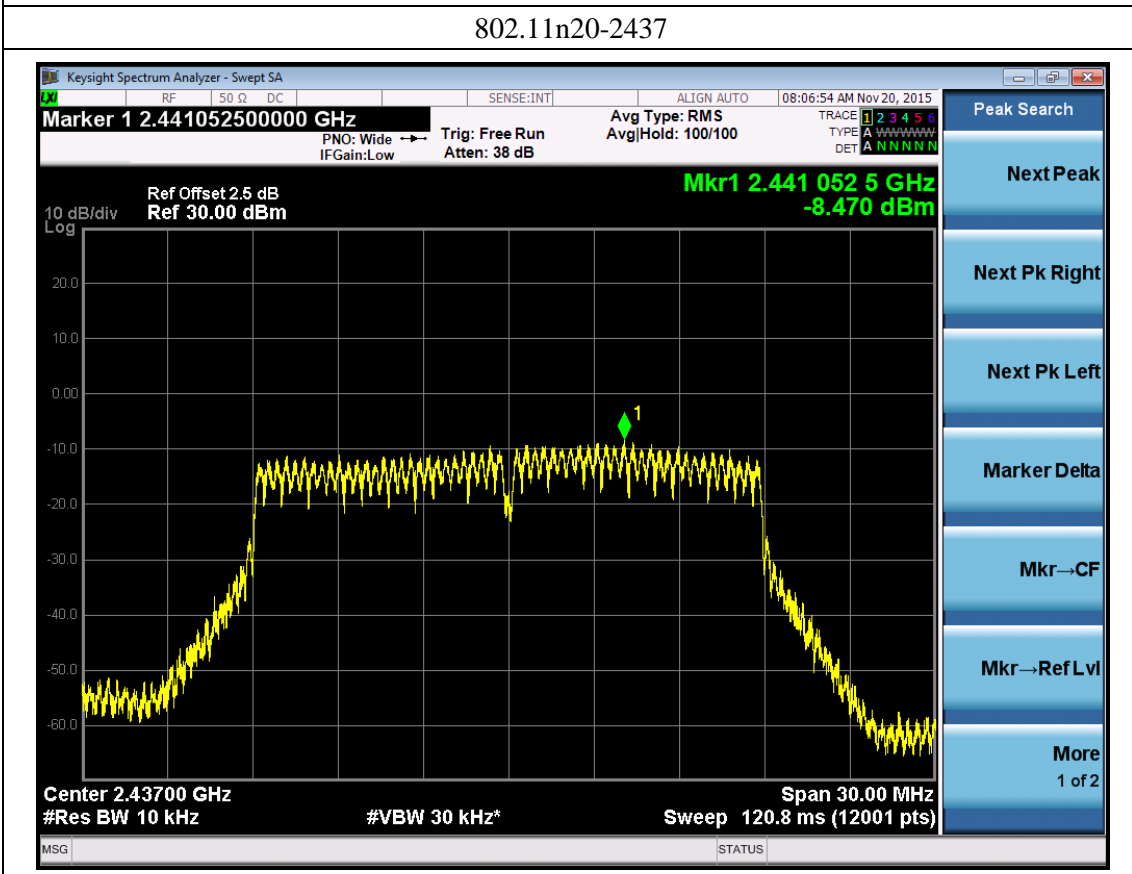 802.11n20-2437
Keysight Spectrum Analyzer - Swept SA
LXI RF 50 Ω DC SENSE:INT ALIGN AUTO 08:06:54 AM Nov 20, 2015
Marker 1 2.441052500000 GHz
PNO: Wide
IFGain:Low
Trig: Free Run
Atten: 38 dB
Avg Type: RMS
Avg|Hold: 100/100
TRACE 1 2 3 4 5 6
TYPE A WWWWW
DET A N N N N N
Peak Search
Mkr1 2.441 052 5 GHz
-8.470 dBm
Ref Offset 2.5 dB
10 dB/div Ref 30.00 dBm
Log
20.0
10.0
0.00
-10.0
-20.0
-30.0
-40.0
-50.0
-60.0
1
Center 2.43700 GHz Span 30.00 MHz
#Res BW 10 kHz #VBW 30 kHz* Sweep 120.8 ms (12001 pts)
MSG STATUS
Next Peak
Next Pk Right
Next Pk Left
Marker Delta
Mkr→CF
Mkr→Ref Lvl
More
1 of 2